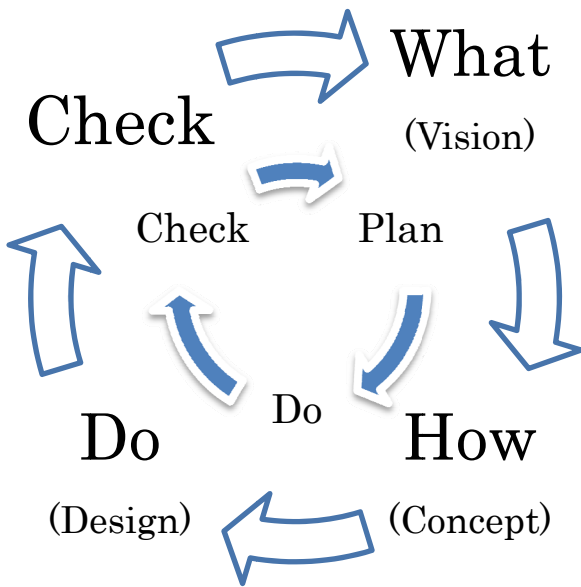 What
(Vision)
Check
Check
Plan
Do
Do
(Design)
How
(Concept)